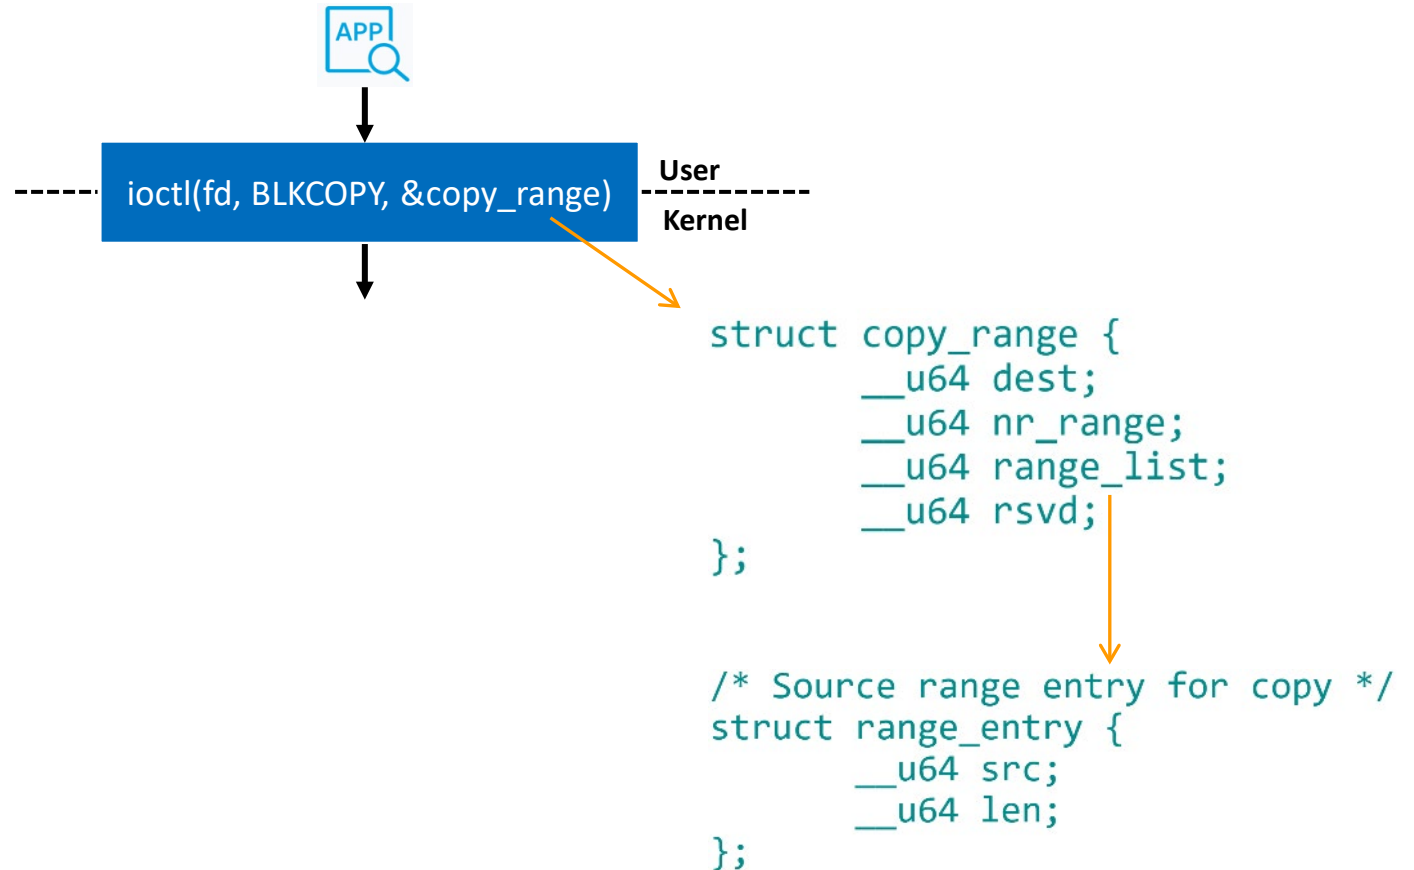 APP
ioctl(fd, BLKCOPY, &copy_range)
User
Kernel
struct copy_range {
__u64 dest;
__u64 nr_range;
__u64 range_list;
__u64 rsvd;
};
/* Source range entry for copy */
struct range_entry {
__u64 src;
__u64 len;
};